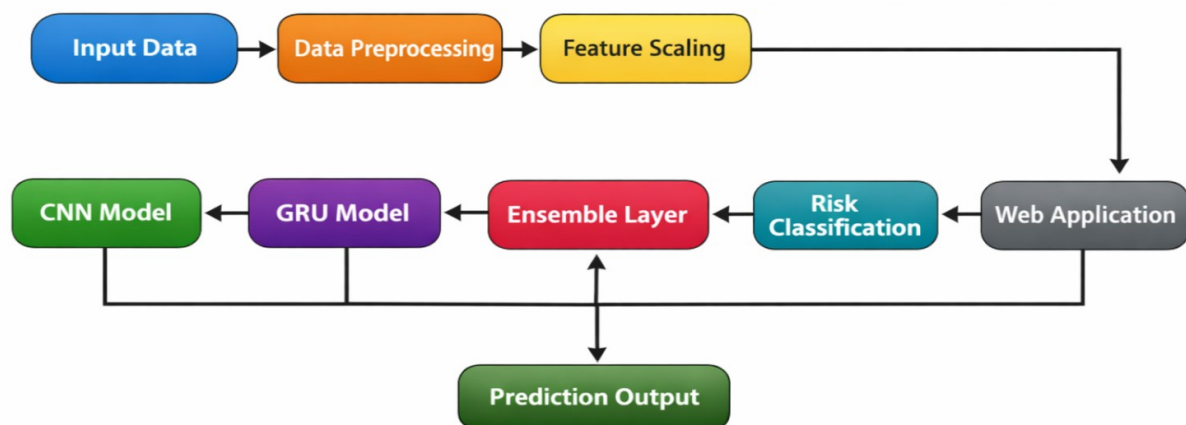 Input Data
Data Preprocessing
Feature Scaling
CNN Model
GRU Model
Ensemble Layer
Risk
Classification
Web Application
Prediction Output